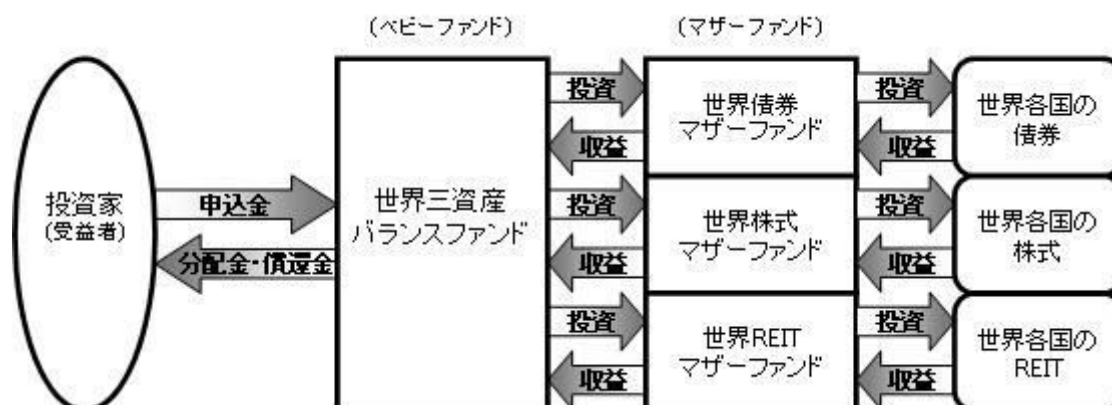 (ベビーファンド)
(マザーファンド)
投資家
(受益者)
申込金
分配金・償還金
世界三資産
バランスファンド
投資
収益
投資
収益
投資
収益
世界債券
マザーファンド
世界株式
マザーファンド
世界REIT
マザーファンド
投資
収益
投資
収益
投資
収益
世界各国の
債券
世界各国の
株式
世界各国の
REIT